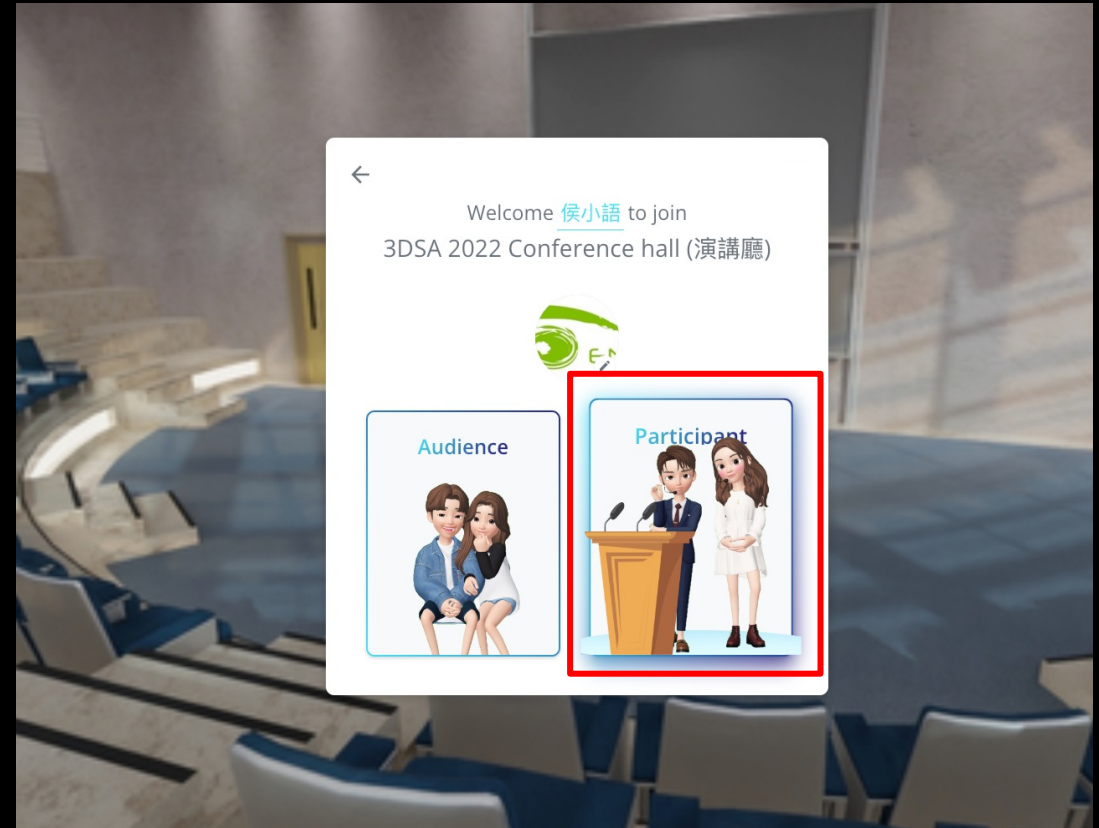 Welcome 侯小語 to join
3DSA 2022 Conference hall (演講廳)
Audience
Participant